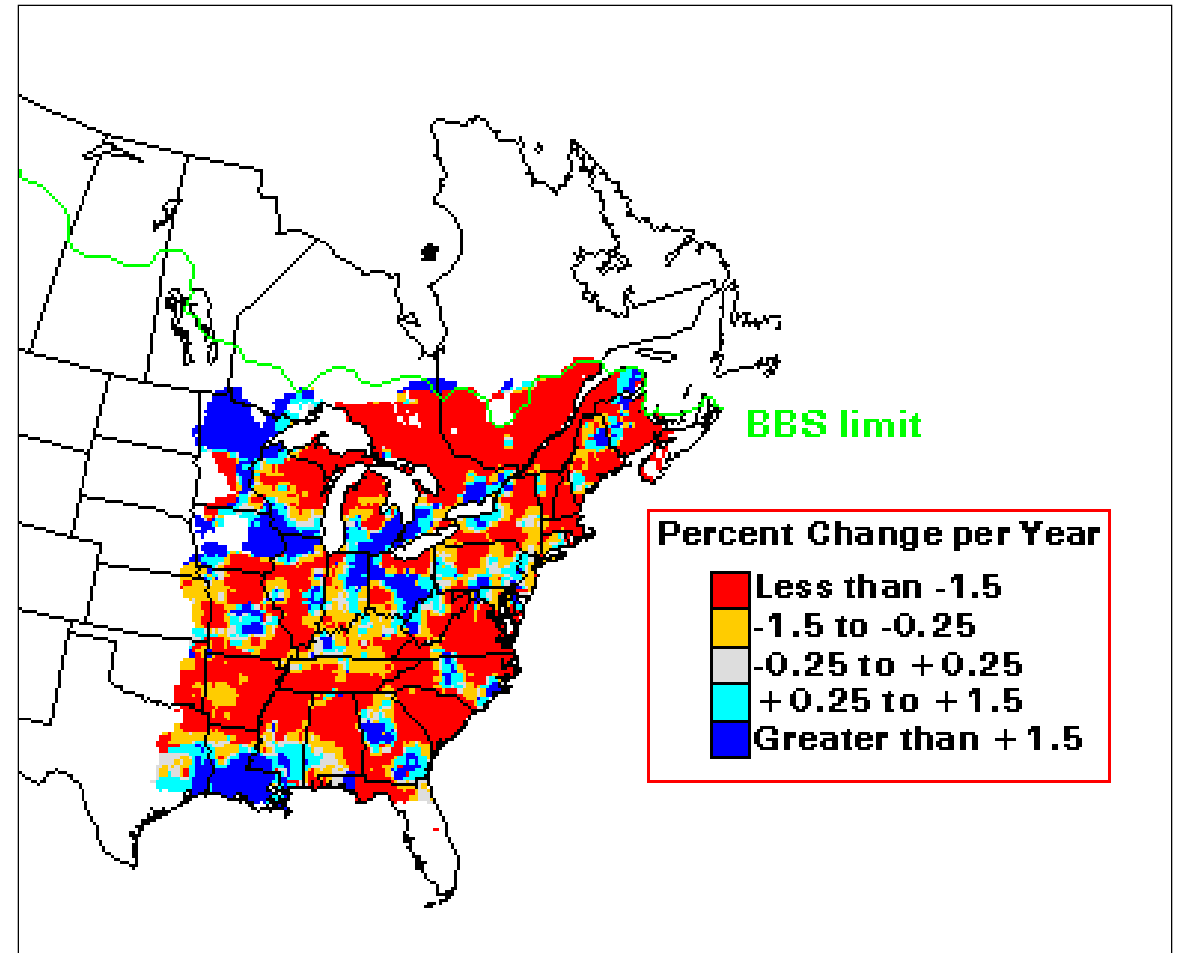 BBS limit
Percent Change per Year
Less than -1.5
-1.5 to -0.25
-0.25 to +0.25
+0.25 to +1.5
Greater than +1.5